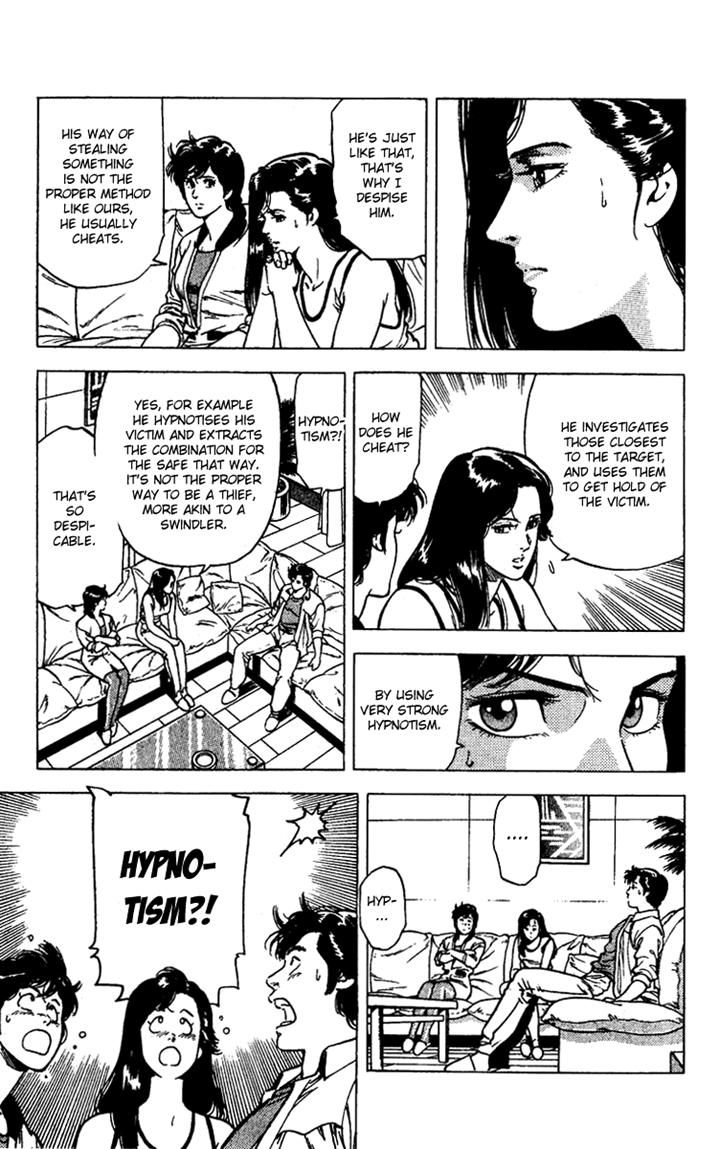 HE'S JUST
LIKE THAT,
THAT'S
WHY I
DESPISE
HIM.
HIS WAY OF
STEALING
SOMETHING
IS NOT THE
PROPER METHOD
LIKE OURS,
HE USUALLY
CHEATS.
HE INVESTIGATES
THOSE CLOSEST
TO THE TARGET,
AND USES THEM
TO GET HOLD OF
THE VICTIM.
HOW
DOES HE
CHEAT?
BY USING
VERY STRONG
HYPNOTISM.
HYPNO-
TISM?!
YES, FOR EXAMPLE
HE HYPNOTISES HIS
VICTIM AND EXTRACTS
THE COMBINATION FOR
THE SAFE THAT WAY.
IT'S NOT THE PROPER
WAY TO BE A THIEF,
MORE AKIN TO A
SWINDLER.
THAT'S
SO
DESPI-
CABLE.
....
HYP-
...
HYPNO-
TISM?!